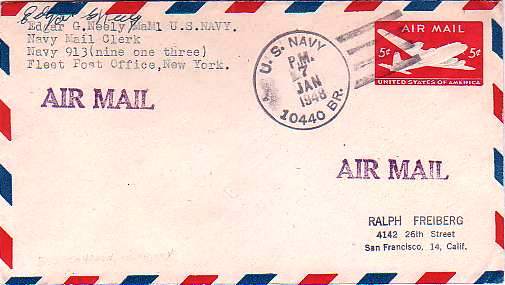 Edgar G. Neely
Edgar G.Neely,MaM1 U.S.NAVY.
Navy Mail Clerk
Navy 913(nine one three)
Fleet Post Office,New York.
AIR MAIL
U. S. NAVY
P.M.
7
JAN
1948
10440 BR.
AIR MAIL
5¢ 5¢
UNITED STATES OF AMERICA
AIR MAIL
RALPH FREIBERG
4142 26th Street
San Francisco, 14, Calif.